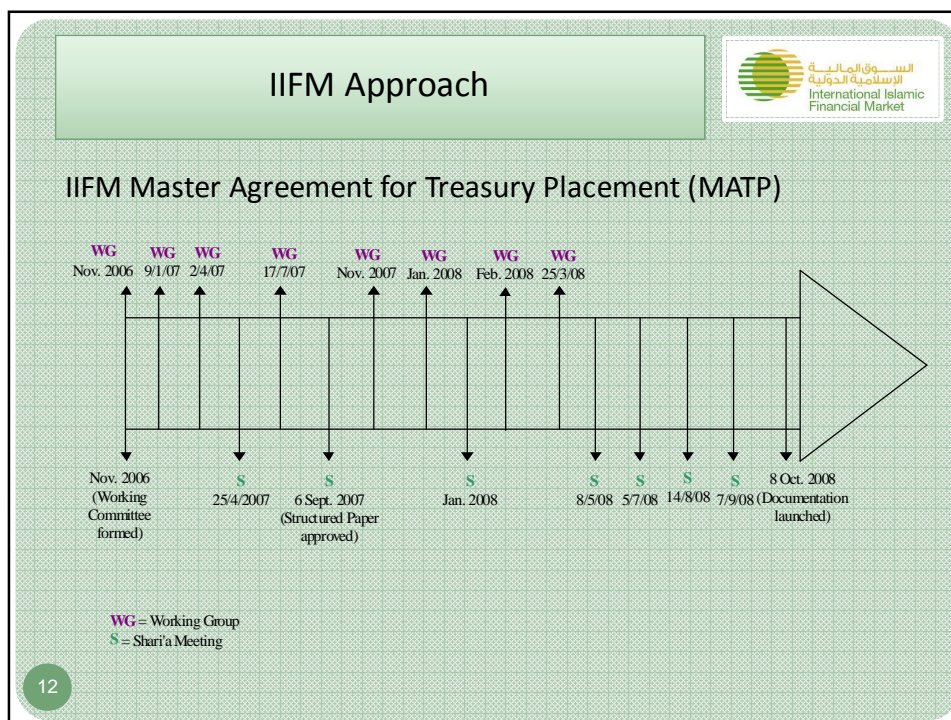 IIFM Approach
الســـوق الماليـــة
الإسلامية الدولية
International Islamic
Financial Market
IIFM Master Agreement for Treasury Placement (MATP)
WG WG WG WG WG WG WG WG
Nov. 2006 9/1/07 2/4/07 17/7/07 Nov. 2007 Jan. 2008 Feb. 2008 25/3/08
Nov. 2006
(Working
Committee
formed)
S
25/4/2007
S
6 Sept. 2007
(Structured Paper
approved)
S
Jan. 2008
S
8/5/08
S
5/7/08
S
14/8/08
S
7/9/08
8 Oct. 2008
(Documentation
launched)
WG = Working Group
S = Shari'a Meeting
12